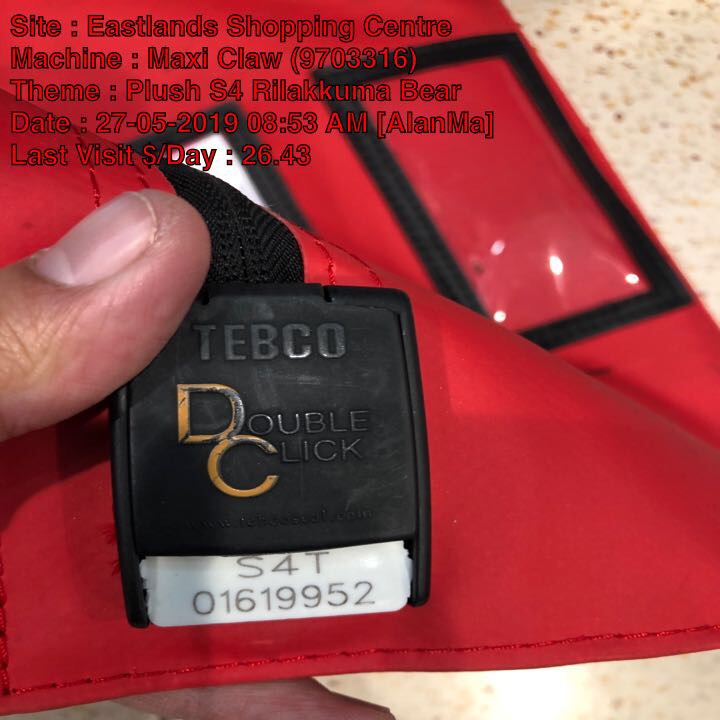 Site : Eastlands Shopping Centre
Machine : Maxi Claw (9703316)
Theme : Plush S4 Rilakkuma Bear
Date : 27-05-2019 08:53 AM [AlanMa]
Last Visit $/Day : 26.43
TEBCO
DOUBLE
CLICK
S4T
01619952